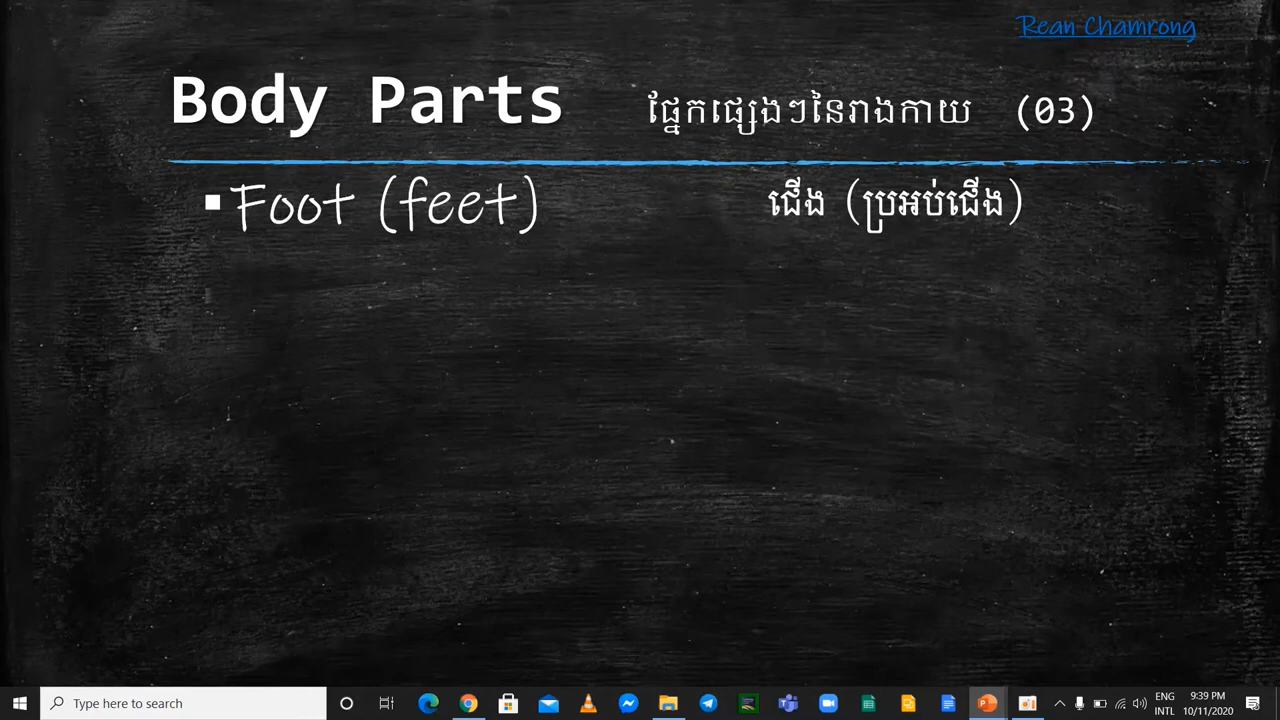 Rean Chamrong
Body Parts ផ្នែកផ្សេងៗនៃរាងកាយ (03)
▪ Foot (feet) ជើង (ប្រអប់ជើង)
Type here to search
ENG 9:39 PM
INTL 10/11/2020